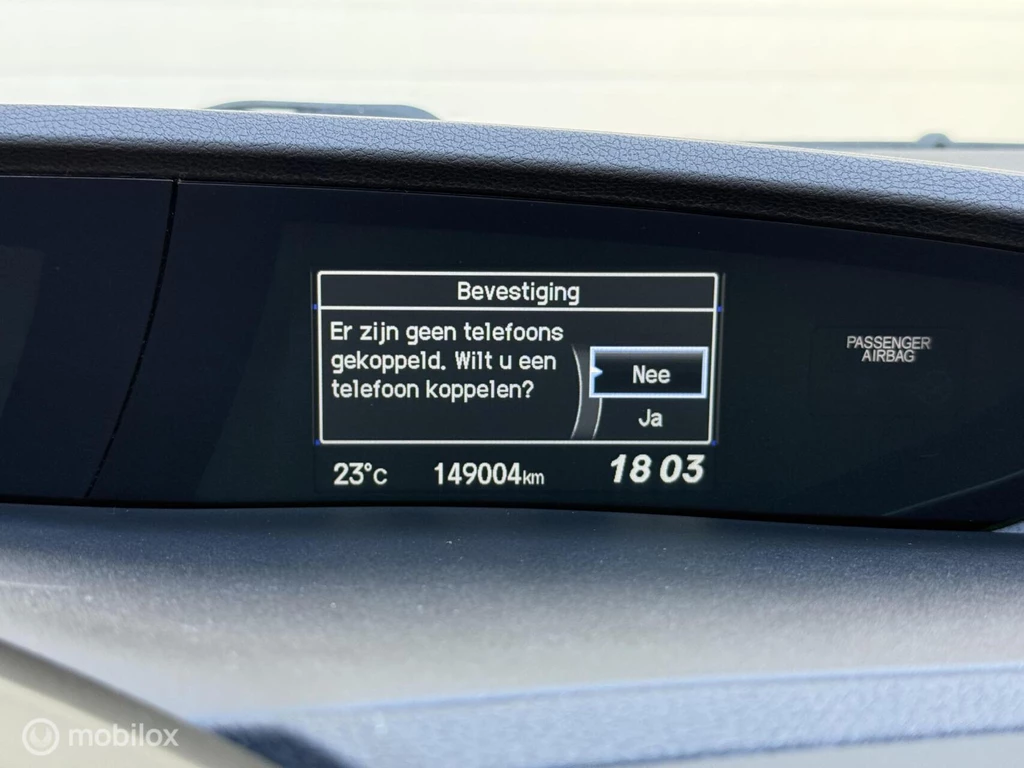 Bevestiging
Er zijn geen telefoons
gekoppeld. Wilt u een
telefoon koppelen?
Nee
Ja
PASSENGER
AIRBAG
23°C 149004km 18 03
mobilox